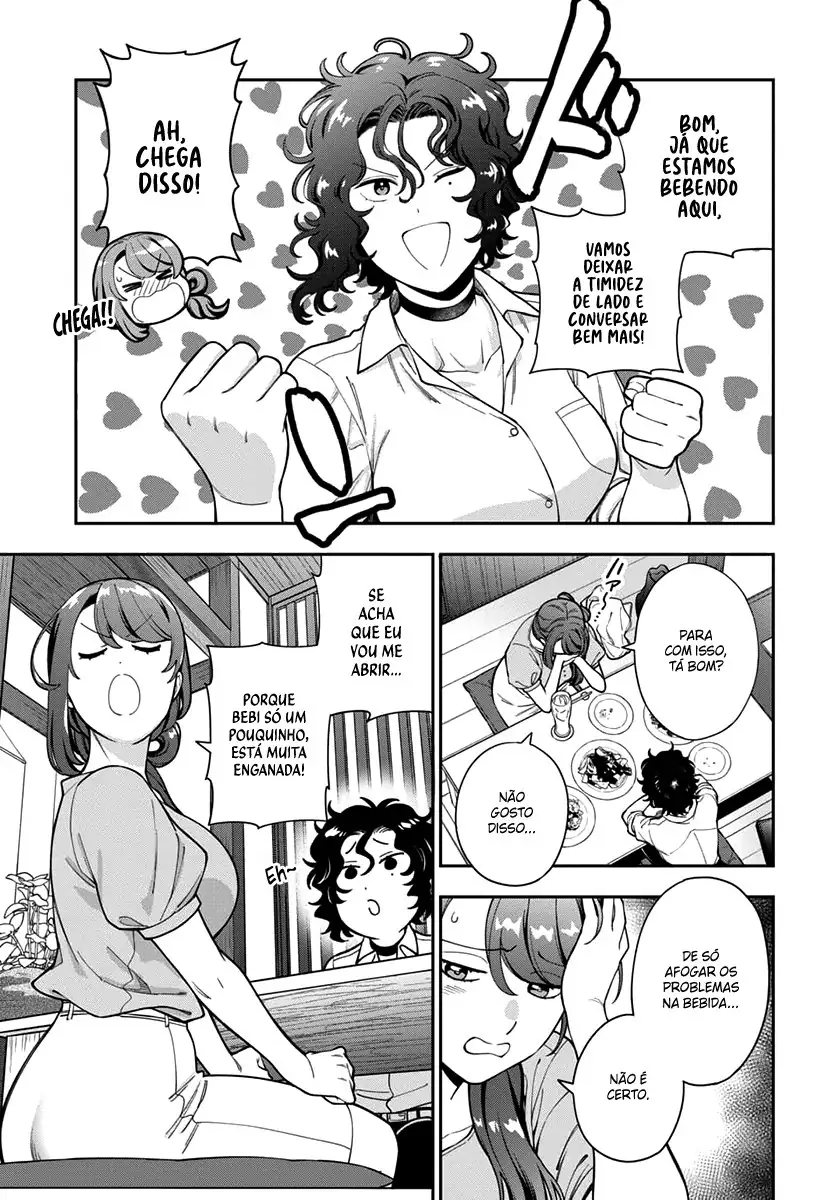 BOM,
JÁ QUE
ESTAMOS
BEBENDO
AQUI,
VAMOS
DEIXAR
A TIMIDEZ
DE LADO E
CONVERSAR
BEM MAIS!
ドン
AH,
CHEGA
DISSO!
CHEGA!!
PARA
COM ISSO,
TÁ BOM?
NÃO
GOSTO
DISSO...
DE SÓ
AFOGAR OS
PROBLEMAS
NA BEBIDA...
NÃO É
CERTO.
SE
ACHA
QUE EU
VOU ME
ABRIR...
PORQUE
BEBI SÓ UM
POUQUINHO,
ESTÁ MUITA
ENGANADA!
Eh~